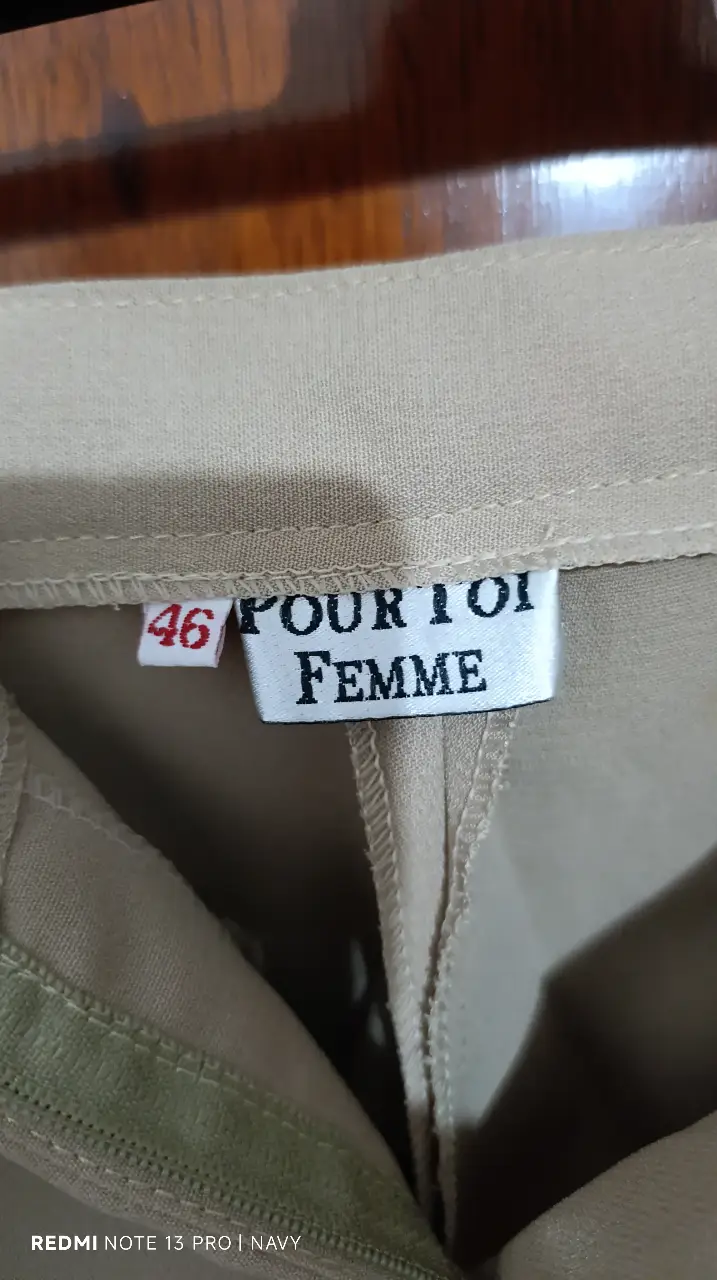 46
POUR TOI
FEMME
REDMI NOTE 13 PRO | NAVY